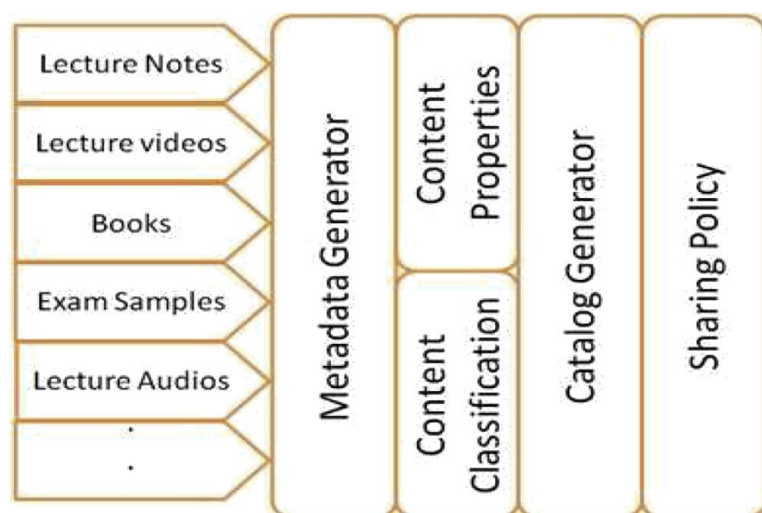 Lecture Notes
Lecture videos
Books
Exam Samples
Lecture Audios
.
.
Metadata Generator
Content
Properties
Content
Classification
Catalog Generator
Sharing Policy